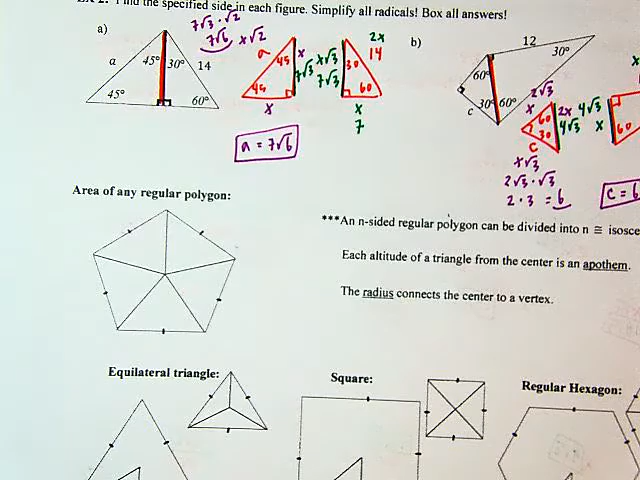 Find the specified side in each figure. Simplify all radicals! Box all answers!
a)
a
45° 30°
14
45°
60°
7√3 · √2
7√6 x√2
a
45
x
7√3
45
x
x√3
7√3
30
2x
14
60
x
7
a = 7√6
b)
12
30°
60°
30° 60°
c
2√3
x
60
30
2x
4√3
c
x√3
2√3 · √3
2 · 3 = 6
4√3
x
60
x
c = 6
Area of any regular polygon:
***An n-sided regular polygon can be divided into n ≅
Each altitude of a triangle from the center is an apothem.
The radius connects the center to a vertex.
Equilateral triangle:
Square:
Regular Hexagon: